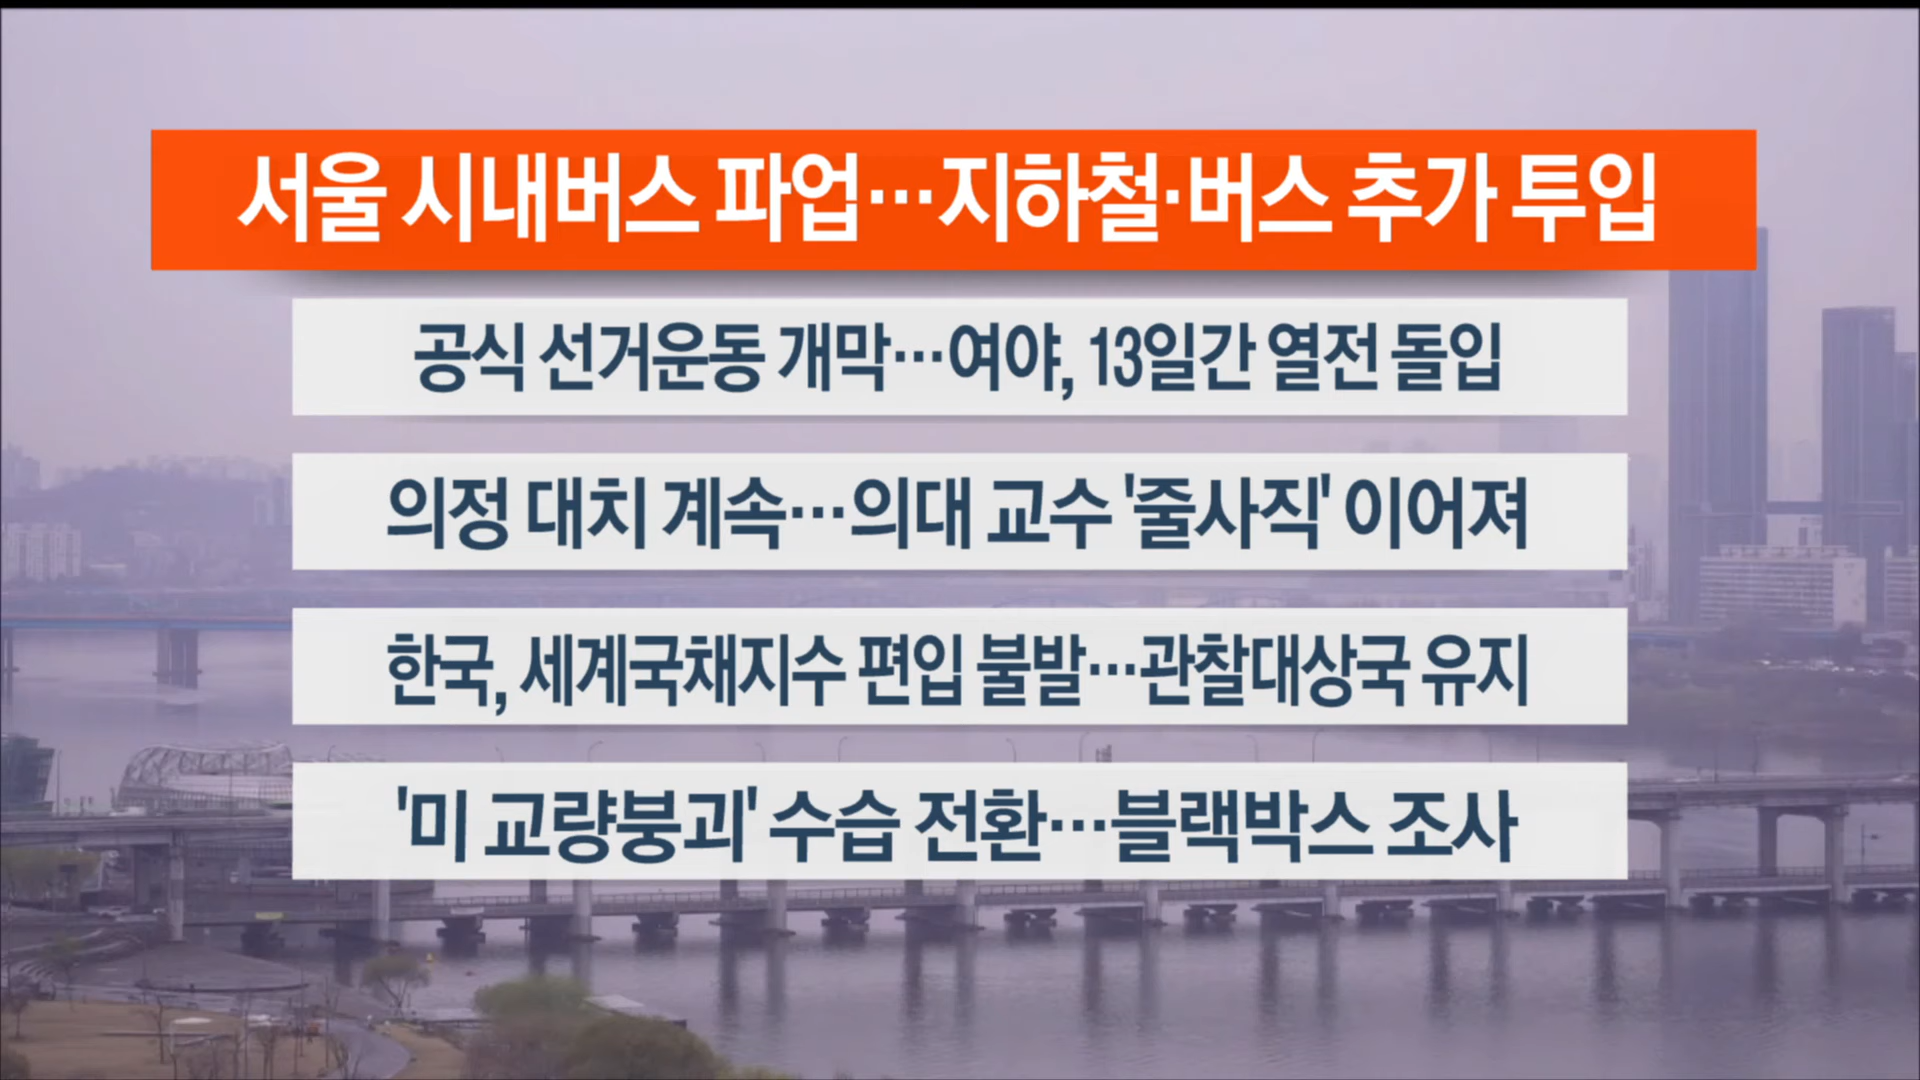 서울 시내버스 파업…지하철·버스 추가 투입
공식 선거운동 개막…여야, 13일간 열전 돌입
의정 대치 계속…의대 교수 '줄사직' 이어져
한국, 세계국채지수 편입 불발…관찰대상국 유지
'미 교량붕괴' 수습 전환…블랙박스 조사